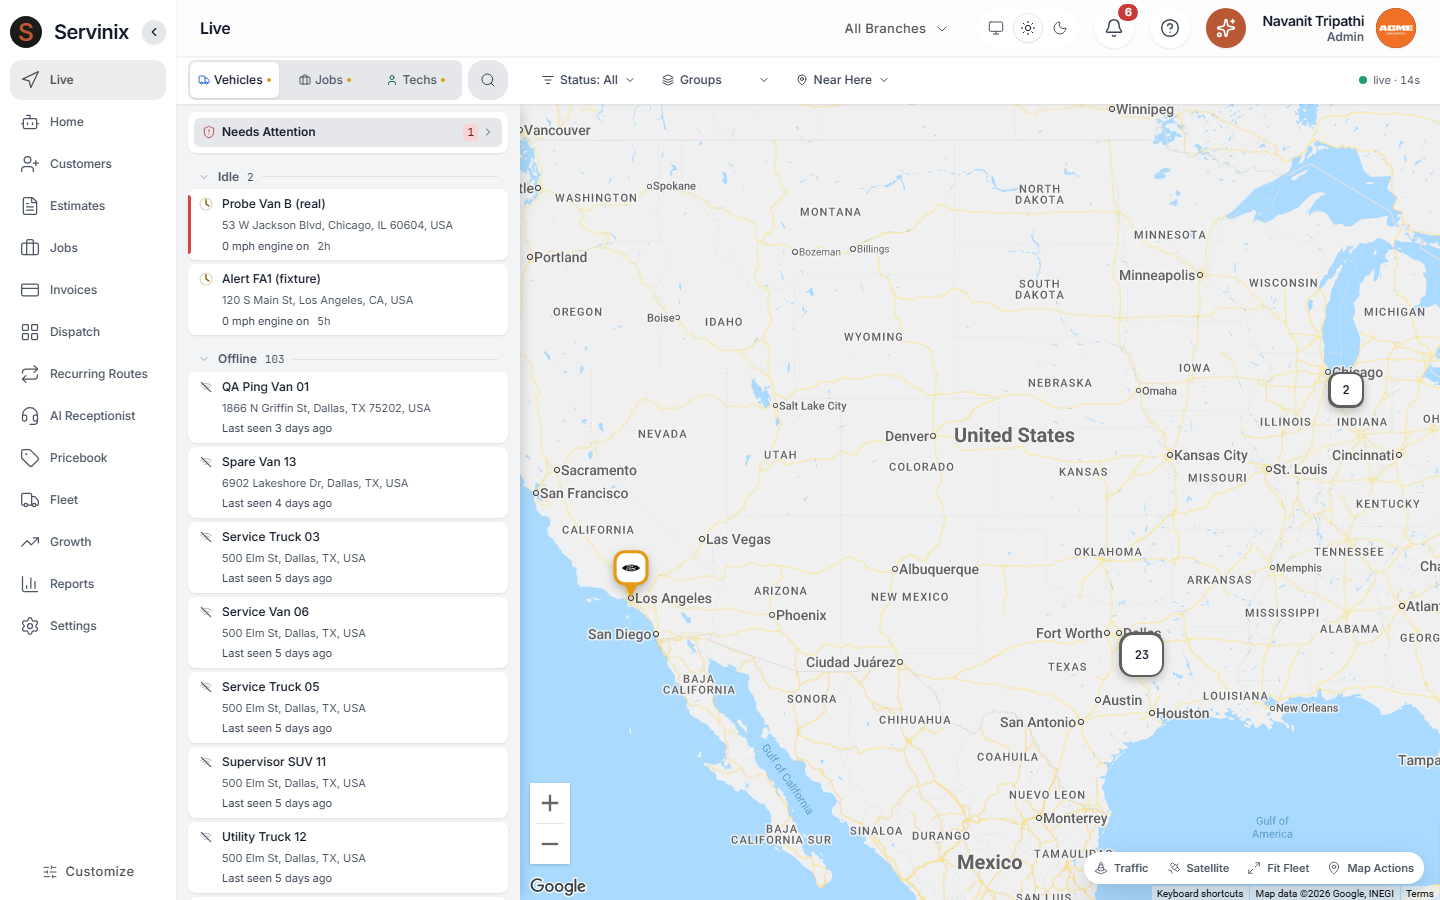 S
Servinix
Live
Home
Customers
Estimates
Jobs
Invoices
Dispatch
Recurring Routes
AI Receptionist
Pricebook
Fleet
Growth
Reports
Settings
Customize
Live
All Branches
6
Navanit Tripathi
Admin
ACME
Vehicles
Jobs
Techs
Status: All
Groups
Near Here
live · 14s
Needs Attention
1
Idle 2
Probe Van B (real)
53 W Jackson Blvd, Chicago, IL 60604, USA
0 mph engine on 2h
Alert FA1 (fixture)
120 S Main St, Los Angeles, CA, USA
0 mph engine on 5h
Offline 103
QA Ping Van 01
1866 N Griffin St, Dallas, TX 75202, USA
Last seen 3 days ago
Spare Van 13
6902 Lakeshore Dr, Dallas, TX, USA
Last seen 4 days ago
Service Truck 03
500 Elm St, Dallas, TX, USA
Last seen 5 days ago
Service Van 06
500 Elm St, Dallas, TX, USA
Last seen 5 days ago
Service Truck 05
500 Elm St, Dallas, TX, USA
Last seen 5 days ago
Supervisor SUV 11
500 Elm St, Dallas, TX, USA
Last seen 5 days ago
Utility Truck 12
500 Elm St, Dallas, TX, USA
Last seen 5 days ago
Winnipeg
Vancouver
tle
Spokane
WASHINGTON
NORTH
DAKOTA
MONTANA
MINNESOTA
Bozeman
Billings
Portland
Minneapolis
WISCONSIN
SOUTH
DAKOTA
OREGON
Boise
IDAHO
MICHIGAN
WYOMING
IOWA
Chicago
NEBRASKA
Omaha
2
Salt Lake City
ILLINOIS
INDIANA
OH
NEVADA
Denver
United States
UTAH
Kansas City
Cincinnati
Sacramento
COLORADO
KANSAS
St. Louis
MISSOURI
San Francisco
KENTUCKY
CALIFORNIA
Las Vegas
OKLAHOMA
TENNESSEE
Albuquerque
Memphis
Cha
ARKANSAS
Los Angeles
ARIZONA
NEW MEXICO
Atlan
Phoenix
MISSISSIPPI
San Diego
Fort Worth
Dallas
ALABAMA
GEORG
23
Ciudad Juárez
TEXAS
BAJA
CALIFORNIA
SONORA
Austin
LOUISIANA
Houston
New Orleans
CHIHUAHUA
San Antonio
COAHUILA
Gulf of California
Tampa
NUEVO LEON
Monterrey
Gulf of
America
BAJA
CALIFORNIA SUR
SINALOA
DURANGO
Mexico
TAMAULIPAS
SAN LUIS
Traffic
Satellite
Fit Fleet
Map Actions
Google
Keyboard shortcuts
Map data ©2026 Google, INEGI
Terms